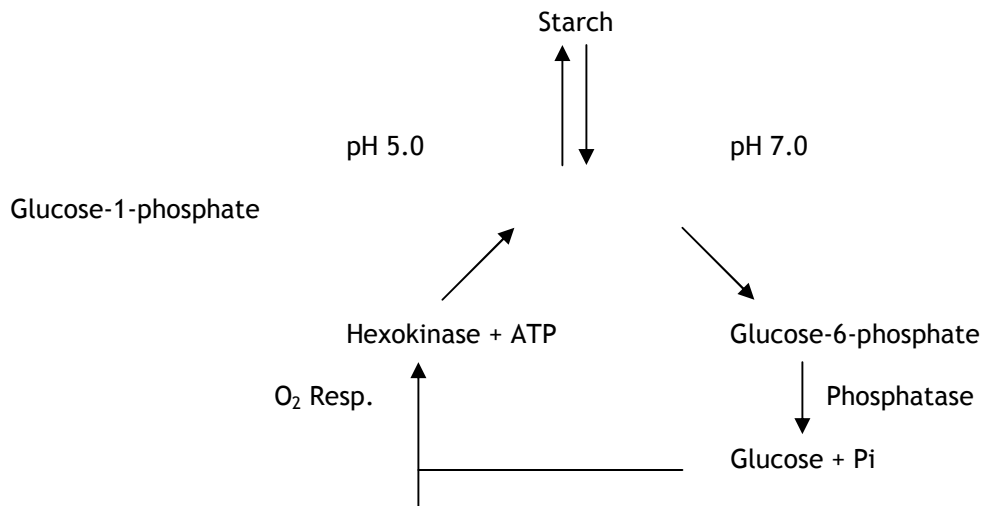 Starch
pH 5.0 pH 7.0
Glucose-1-phosphate
Hexokinase + ATP Glucose-6-phosphate
O₂ Resp. Phosphatase
Glucose + Pi